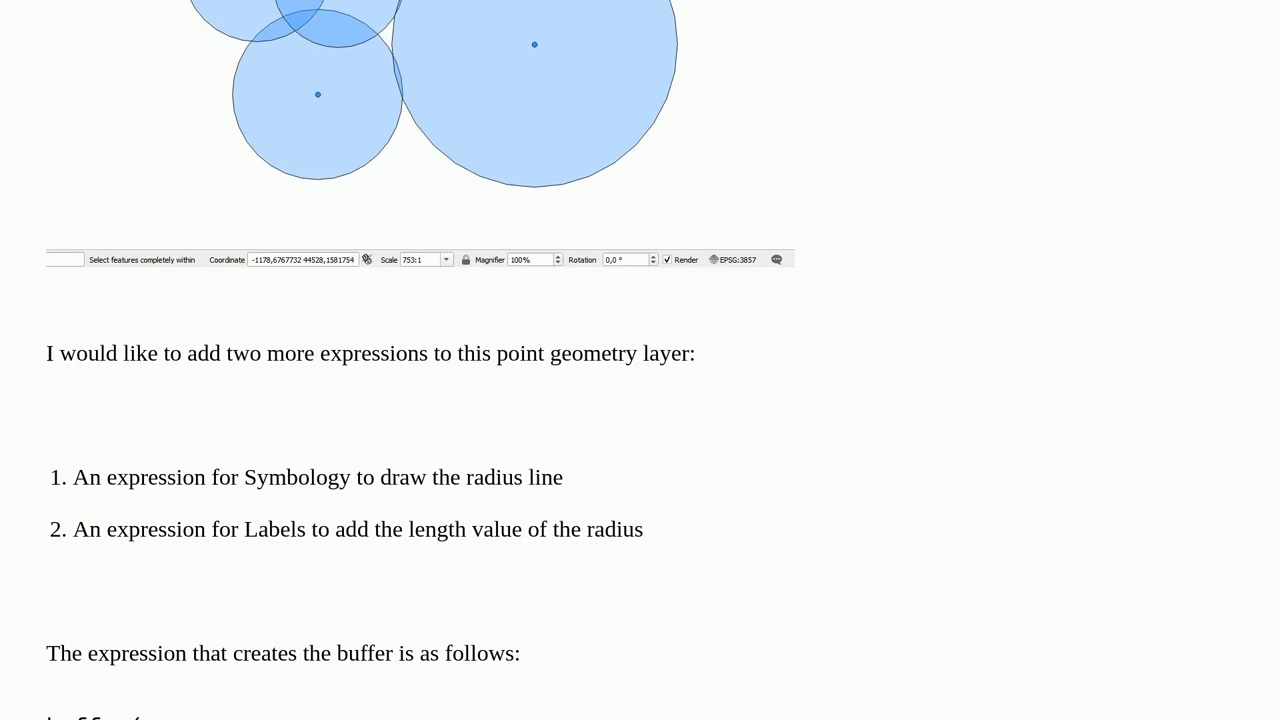 Select features completely within Coordinate -1178,6767732 44528,1581754 Scale 753:1 Magnifier 100% Rotation 0,0 ° Render EPSG:3857
I would like to add two more expressions to this point geometry layer:
1. An expression for Symbology to draw the radius line
2. An expression for Labels to add the length value of the radius
The expression that creates the buffer is as follows: